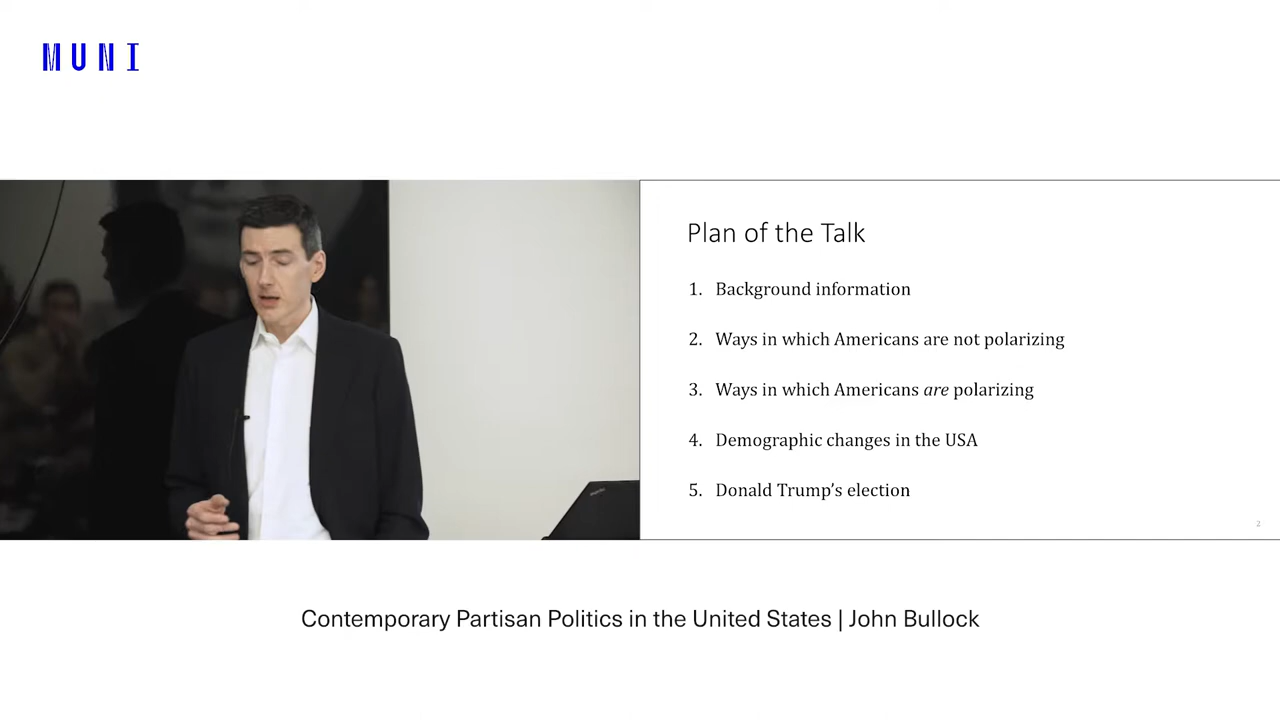 MUNI
Plan of the Talk
1. Background information
2. Ways in which Americans are not polarizing
3. Ways in which Americans are polarizing
4. Demographic changes in the USA
5. Donald Trump's election
2
Contemporary Partisan Politics in the United States | John Bullock